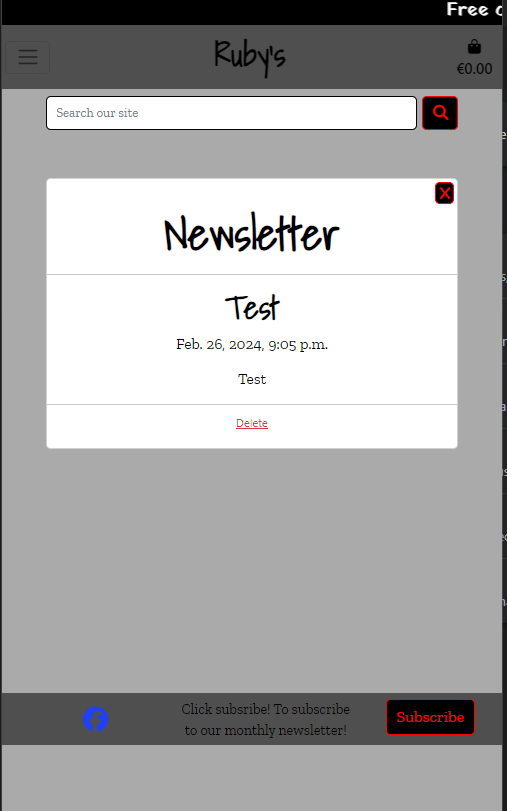 Free
Ruby's
€0.00
Search our site
X
Newsletter
Test
Feb. 26, 2024, 9:05 p.m.
Test
Delete
Click subsribe! To subscribe
to our monthly newsletter!
Subscribe